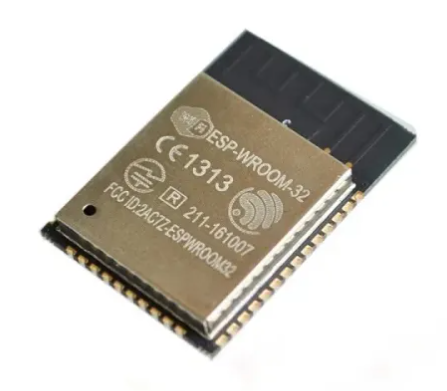 ESP-WROOM-32
CE1313
R 211-161007
FCC ID:2AC7Z-ESPWROOM32